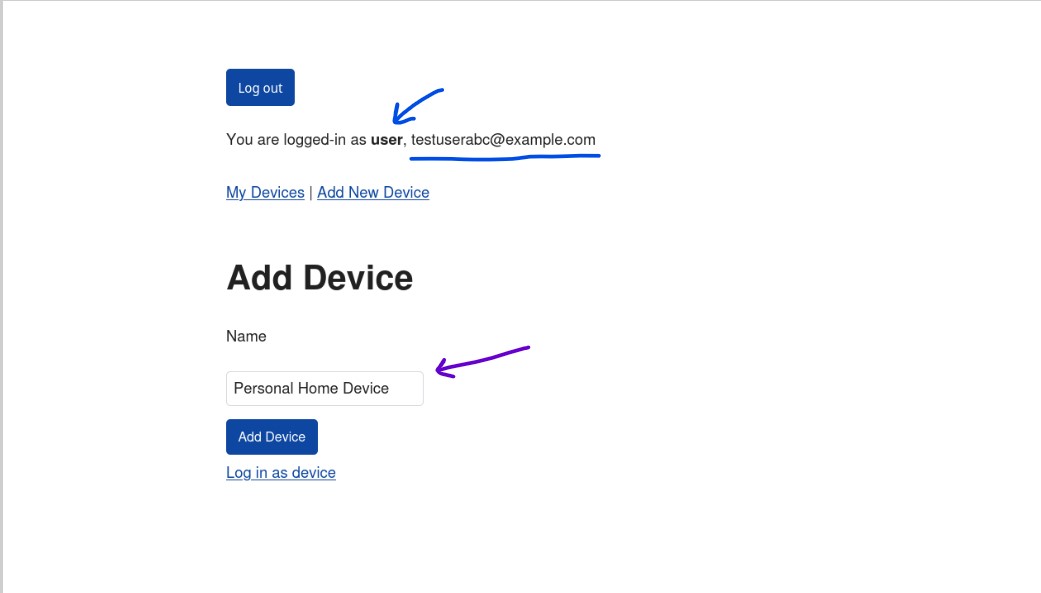 Log out
You are logged-in as user, testuserabc@example.com
My Devices | Add New Device
Add Device
Name
Personal Home Device
Add Device
Log in as device